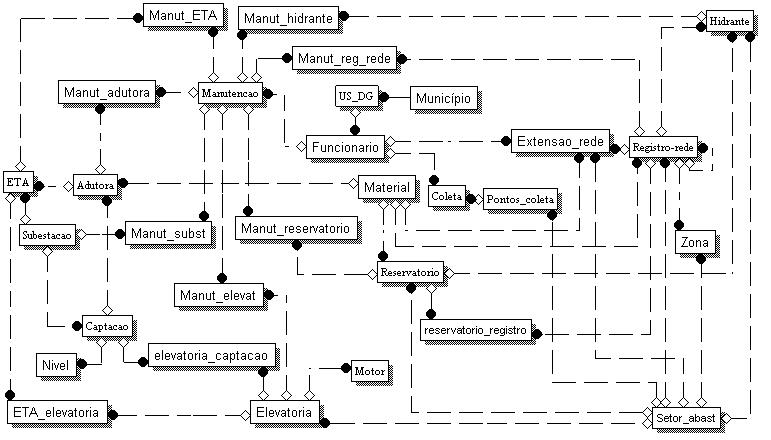 Manut_ETA
Manut_hidrante
Hidrante
Manut_reg_rede
Manut_adutora
Manutencao
US_DG
Município
Funcionario
Extensao_rede
Registro-rede
ETA
Adutora
Material
Coleta
Pontos_coleta
Subestacao
Manut_subst
Manut_reservatorio
Zona
Reservatorio
Manut_elevat
Captacao
reservatorio_registro
Nivel
elevatoria_captacao
Motor
ETA_elevatoria
Elevatoria
Setor_abast